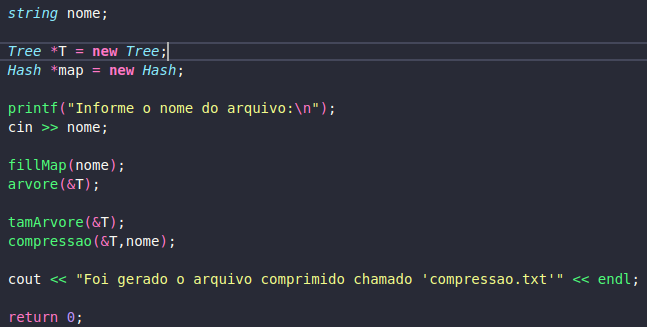 string nome;
Tree *T = new Tree;
Hash *map = new Hash;
printf("Informe o nome do arquivo:\n");
cin >> nome;
fillMap(nome);
arvore(&T);
tamArvore(&T);
compressao(&T,nome);
cout << "Foi gerado o arquivo comprimido chamado 'compressao.txt'" << endl;
return 0;